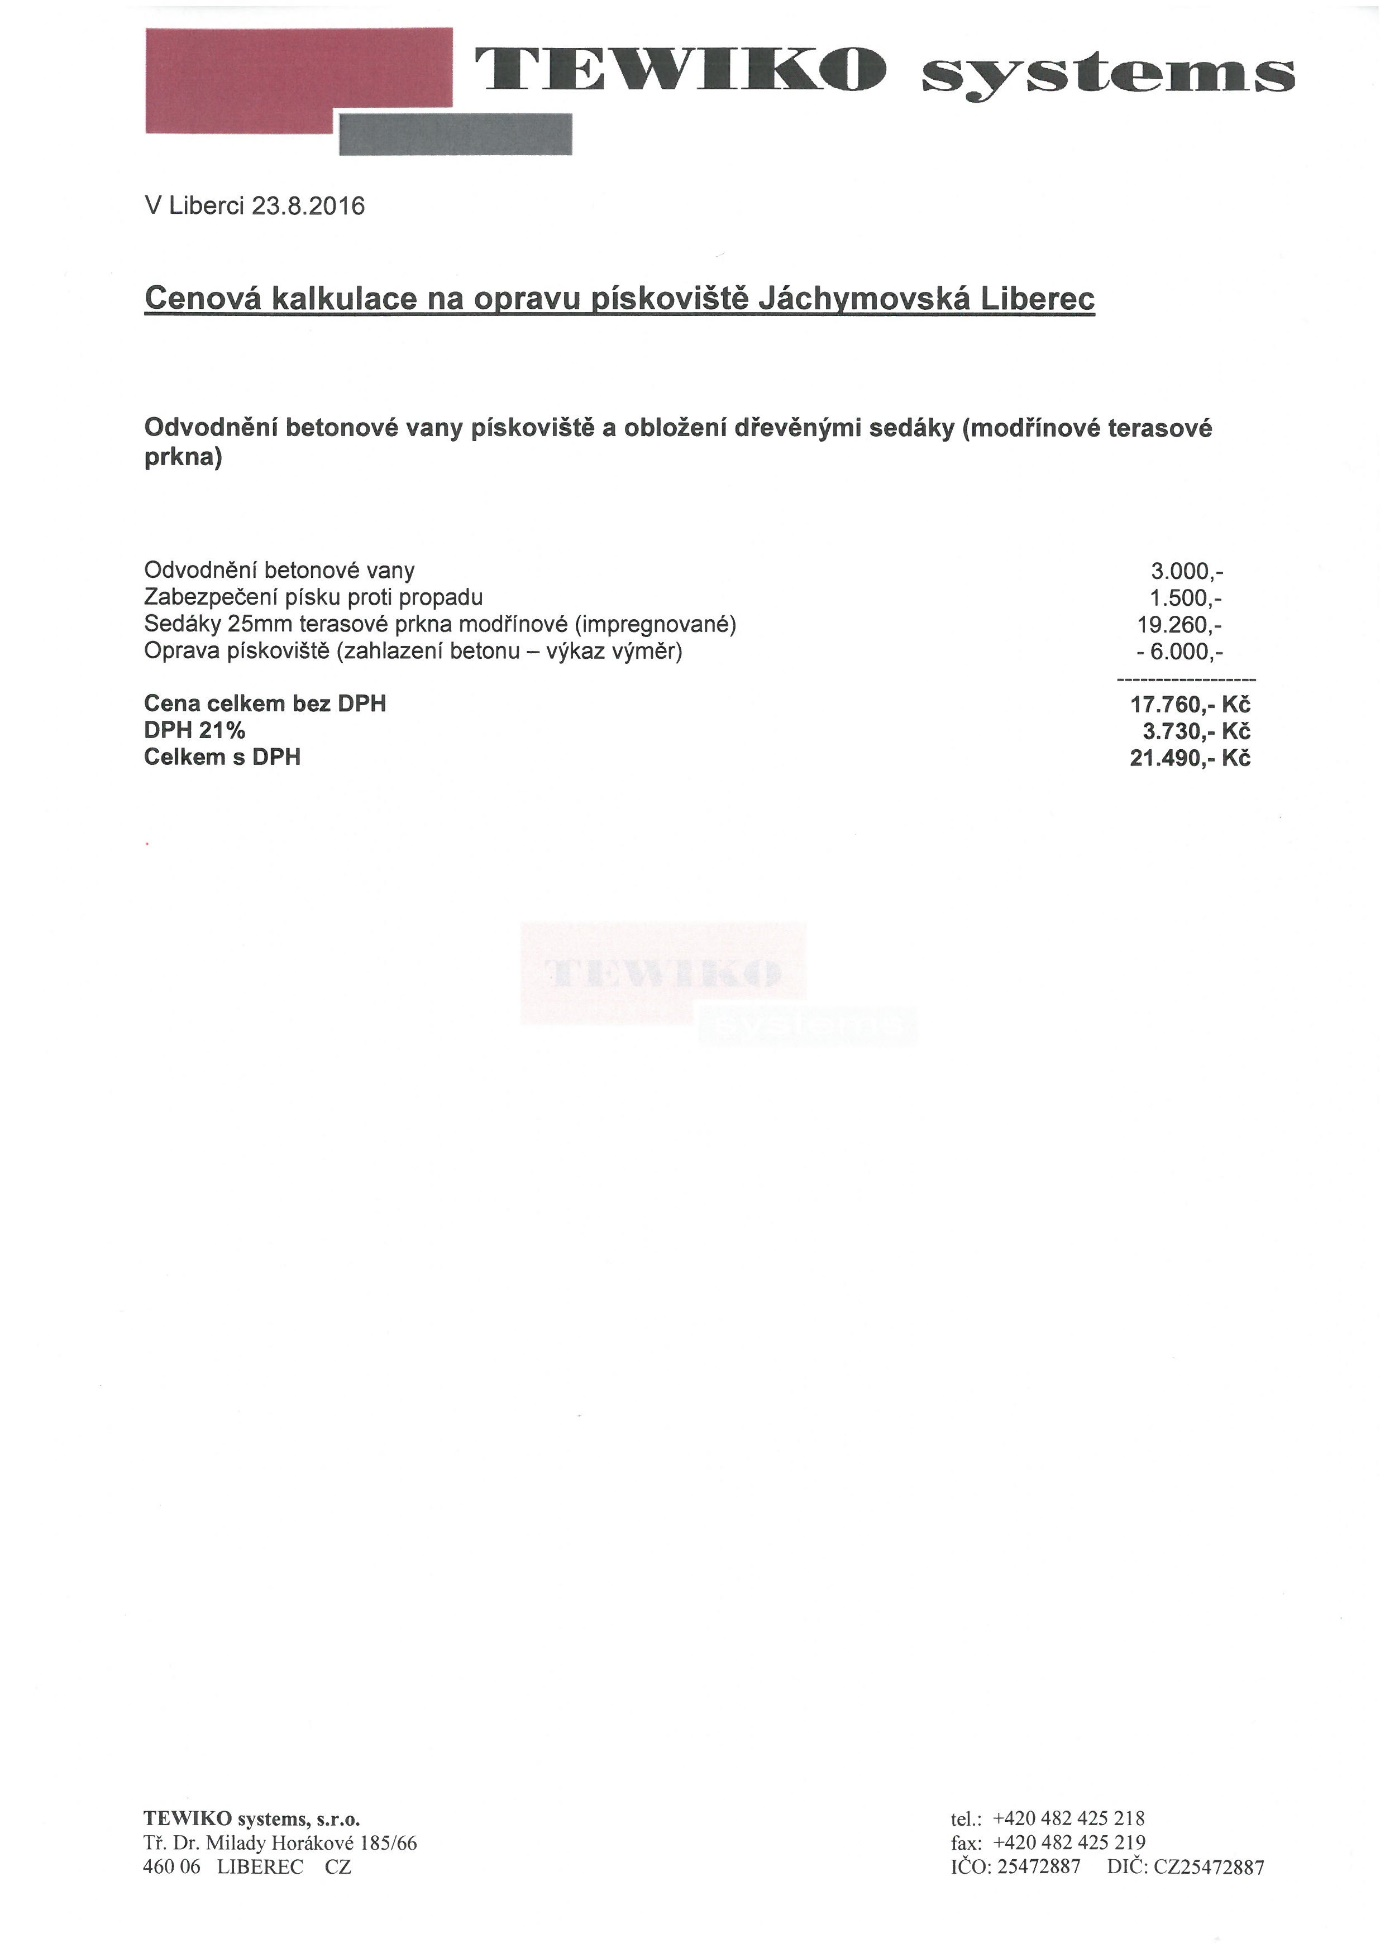 TEWIKO systems
V Liberci 23.8.2016
Cenová kalkulace na opravu pískoviště Jáchymovská Liberec
Odvodnění betonové vany pískoviště a obložení dřevěnými sedáky (modřínové terasové
prkna)
Odvodnění betonové vany 3.000,-
Zabezpečení písku proti propadu 1.500,-
Sedáky 25mm terasové prkna modřínové (impregnované) 19.260,-
Oprava pískoviště (zahlazení betonu – výkaz výměr) - 6.000,-
------------------
Cena celkem bez DPH 17.760,- Kč
DPH 21% 3.730,- Kč
Celkem s DPH 21.490,- Kč
TEWIKO
systems
TEWIKO systems, s.r.o. tel.: +420 482 425 218
Tř. Dr. Milady Horákové 185/66 fax: +420 482 425 219
460 06 LIBEREC CZ IČO: 25472887 DIČ: CZ25472887